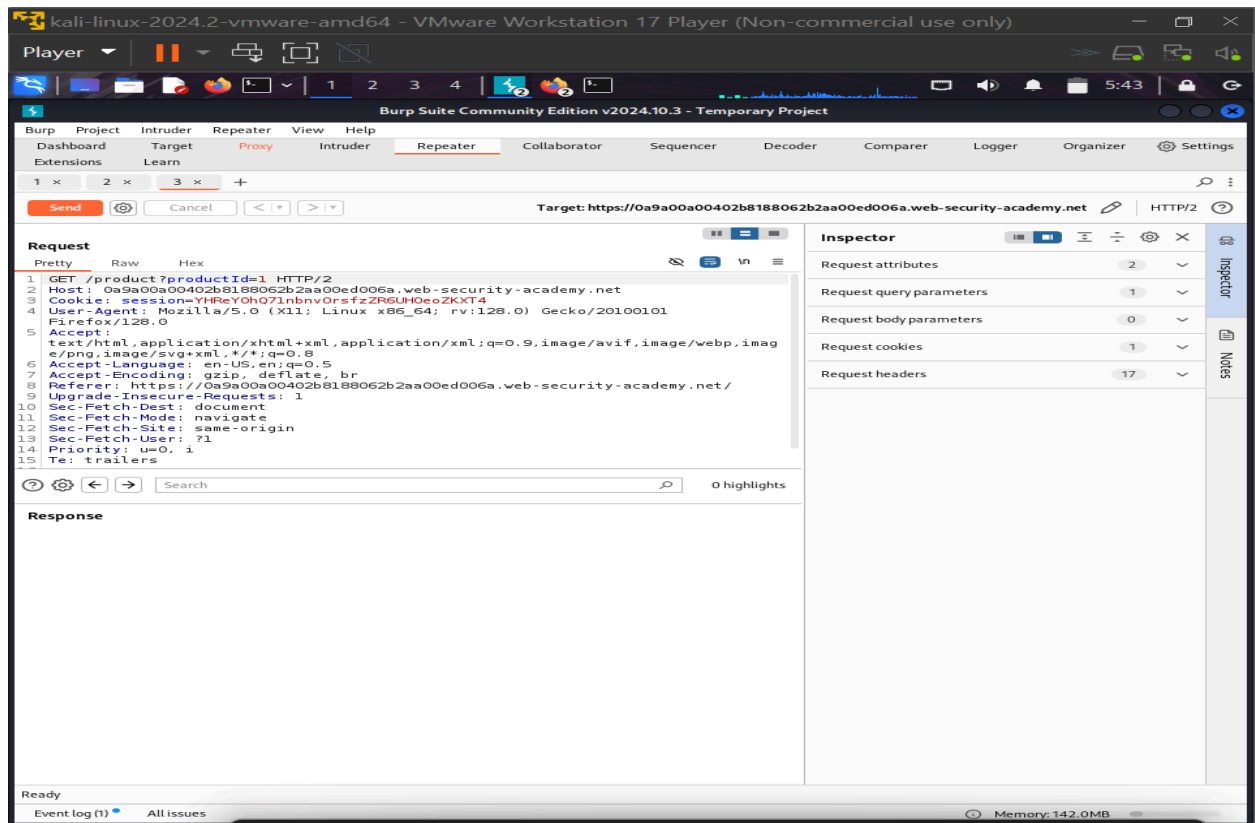 kali-linux-2024.2-vmware-amd64 - VMware Workstation 17 Player (Non-commercial use only)
Player
1 2 3 4 5:43
Burp Suite Community Edition v2024.10.3 - Temporary Project
Burp Project Intruder Repeater View Help
Dashboard Target Proxy Intruder Repeater Collaborator Sequencer Decoder Comparer Logger Organizer Settings
Extensions Learn
1 × 2 × 3 × +
Send Cancel < > Target: https://0a9a00a00402b8188062b2aa00ed006a.web-security-academy.net HTTP/2
Request
Pretty Raw Hex \n
1 GET /product?productId=1 HTTP/2
2 Host: 0a9a00a00402b8188062b2aa00ed006a.web-security-academy.net
3 Cookie: session=YHReY0hQ7lnbnvOrsfzZR6UH0eoZKXT4
4 User-Agent: Mozilla/5.0 (X11; Linux x86_64; rv:128.0) Gecko/20100101
Firefox/128.0
5 Accept:
text/html,application/xhtml+xml,application/xml;q=0.9,image/avif,image/webp,imag
e/png,image/svg+xml,*/*;q=0.8
6 Accept-Language: en-US,en;q=0.5
7 Accept-Encoding: gzip, deflate, br
8 Referer: https://0a9a00a00402b8188062b2aa00ed006a.web-security-academy.net/
9 Upgrade-Insecure-Requests: 1
10 Sec-Fetch-Dest: document
11 Sec-Fetch-Mode: navigate
12 Sec-Fetch-Site: same-origin
13 Sec-Fetch-User: ?1
14 Priority: u=0, i
15 Te: trailers
Search 0 highlights
Response
Inspector
Request attributes 2
Request query parameters 1
Request body parameters 0
Request cookies 1
Request headers 17
Inspector
Notes
Ready
Event log (1) All issues Memory: 142.0MB